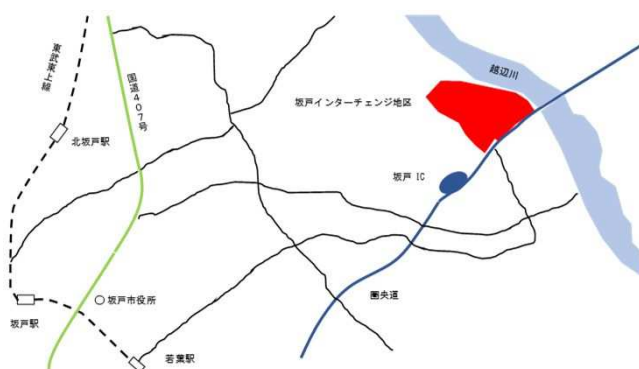 東武東上線
国道407号
越辺川
坂戸インターチェンジ地区
北坂戸駅
坂戸 IC
坂戸市役所
圏央道
坂戸駅
若葉駅